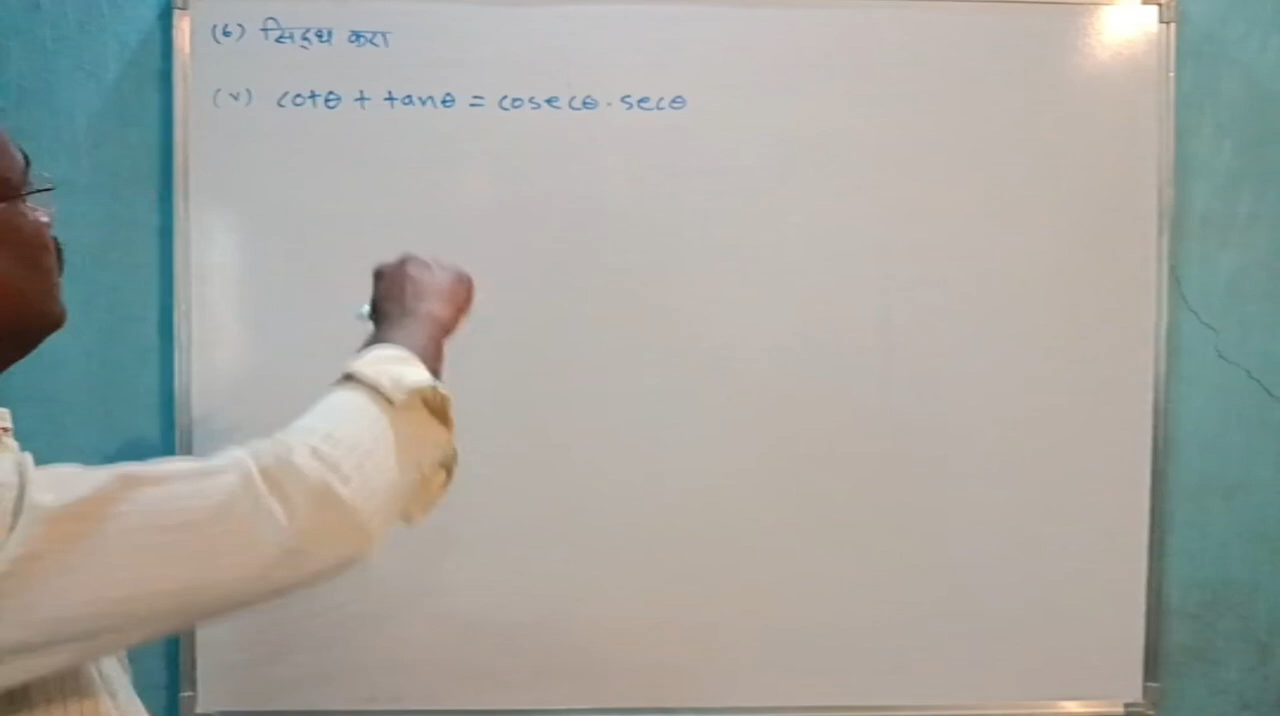 (6) सिद्ध करा
(v) cotθ + tanθ = cosecθ . secθ